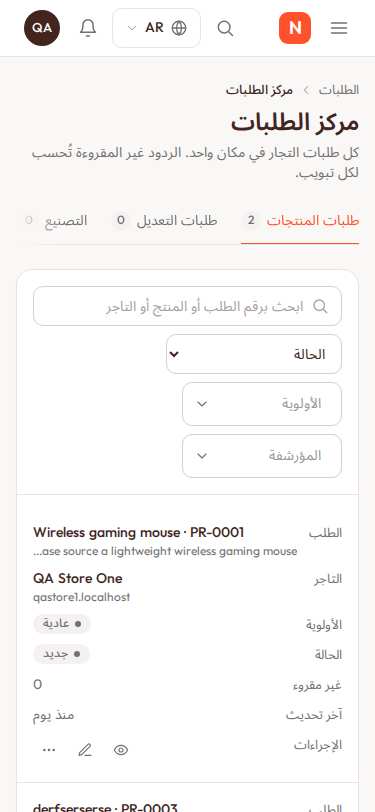 QA
AR
N
الطلبات
مركز الطلبات
مركز الطلبات
كل طلبات التجار في مكان واحد. الردود غير المقروءة تُحسب
لكل تبويب.
طلبات المنتجات 2
طلبات التعديل 0
التصنيع 0
ابحث برقم الطلب أو المنتج أو التاجر
الحالة
الأولوية
المؤرشفة
الطلب
Wireless gaming mouse · PR-0001
...ase source a lightweight wireless gaming mouse
التاجر
QA Store One
qastore1.localhost
الأولوية
عادية
الحالة
جديد
غير مقروء
0
آخر تحديث
منذ يوم
الإجراءات
الطلب
derfserserse · PR-0003